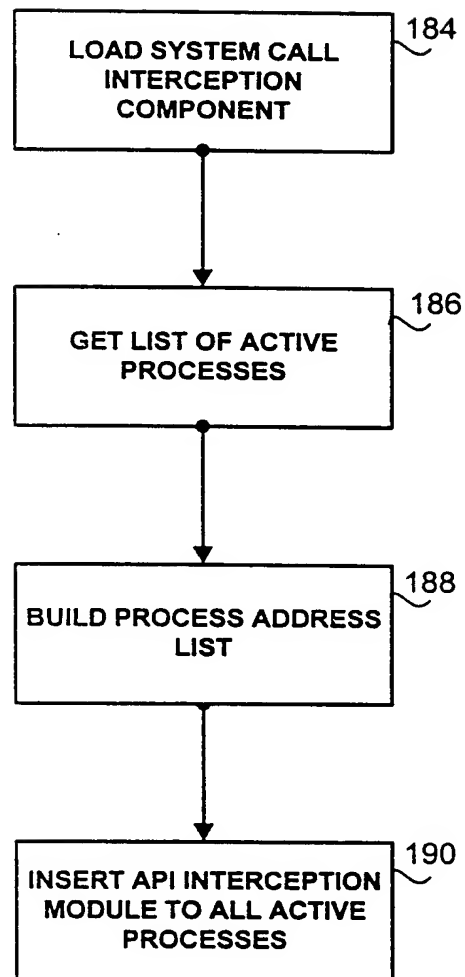 184
LOAD SYSTEM CALL
INTERCEPTION
COMPONENT
186
GET LIST OF ACTIVE
PROCESSES
188
BUILD PROCESS ADDRESS
LIST
190
INSERT API INTERCEPTION
MODULE TO ALL ACTIVE
PROCESSES